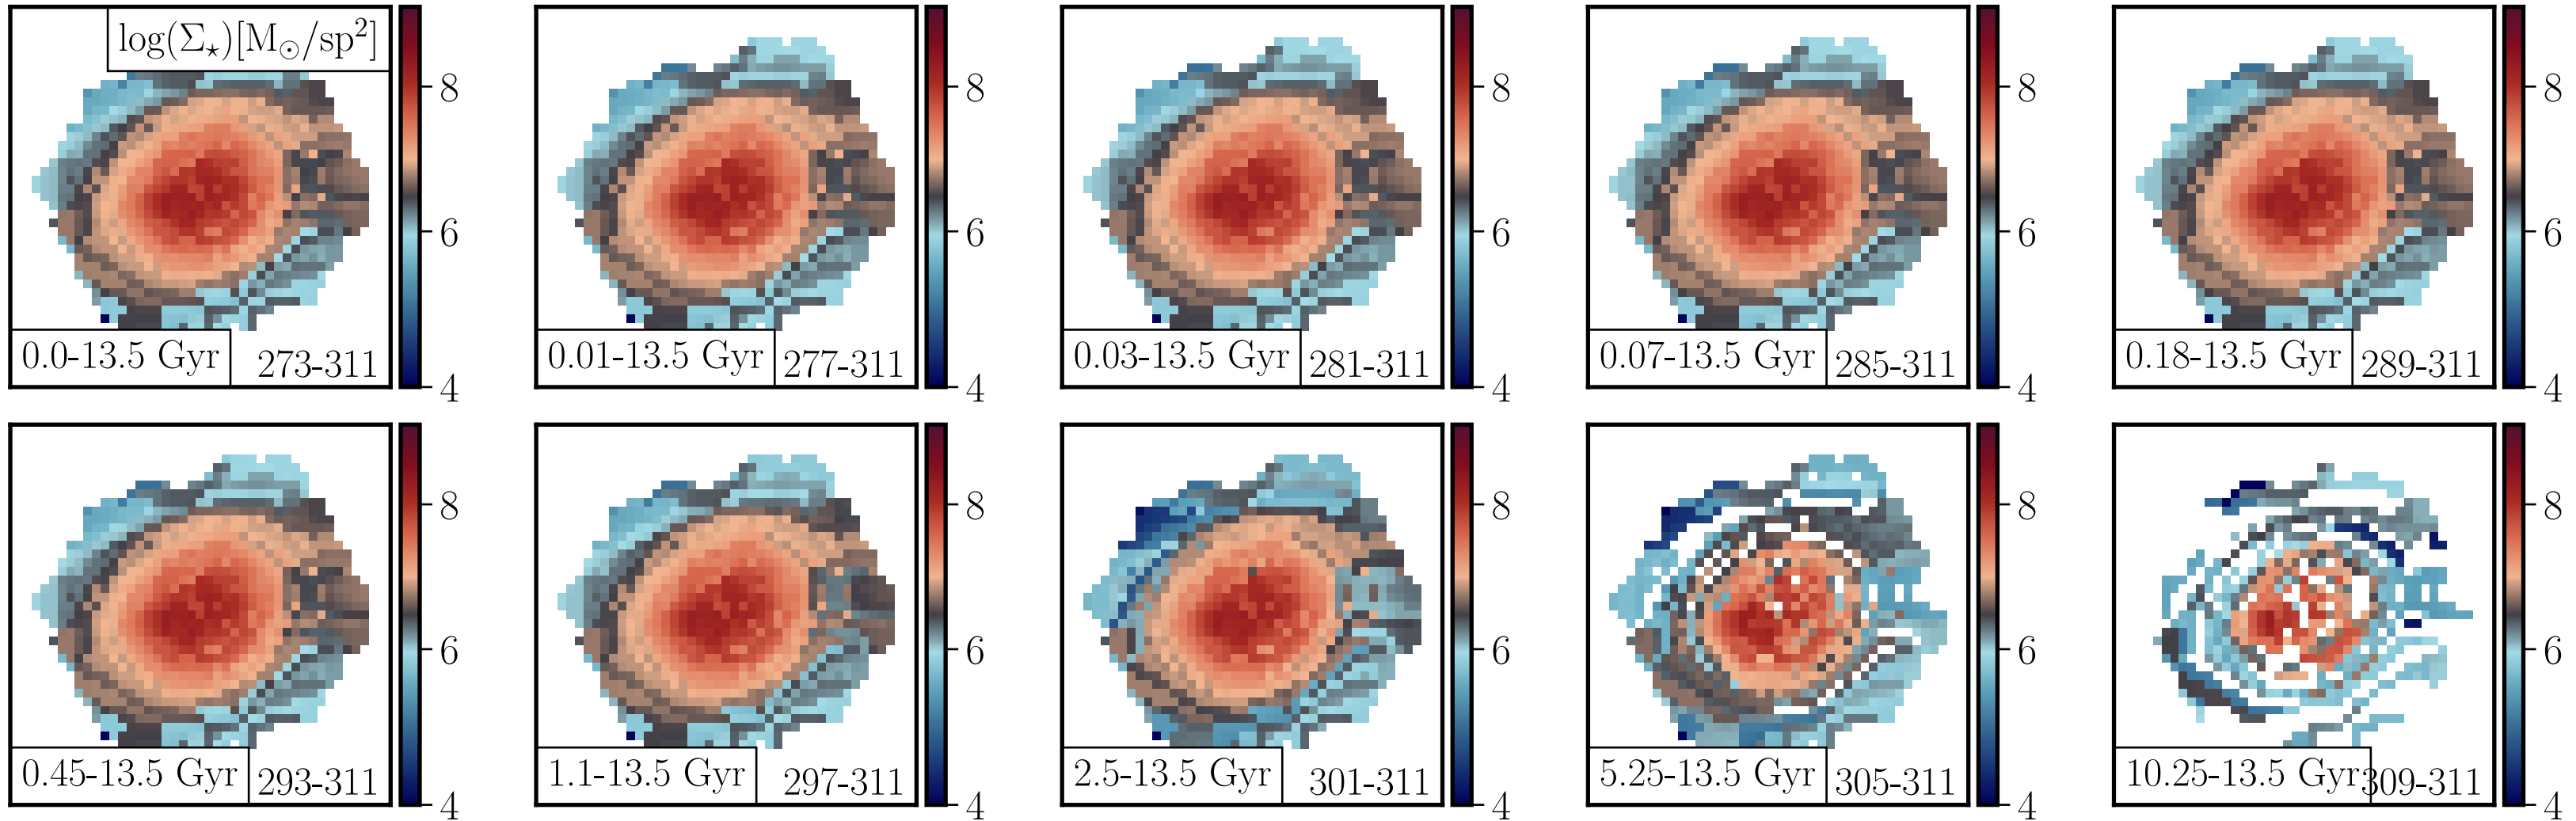 log(Σ⋆)[M⊙/sp²]
8
6
4
0.0-13.5 Gyr 273-311
8
6
4
0.01-13.5 Gyr 277-311
8
6
4
0.03-13.5 Gyr 281-311
8
6
4
0.07-13.5 Gyr 285-311
8
6
4
0.18-13.5 Gyr 289-311
8
6
4
0.45-13.5 Gyr 293-311
8
6
4
1.1-13.5 Gyr 297-311
8
6
4
2.5-13.5 Gyr 301-311
8
6
4
5.25-13.5 Gyr 305-311
8
6
4
10.25-13.5 Gyr 309-311